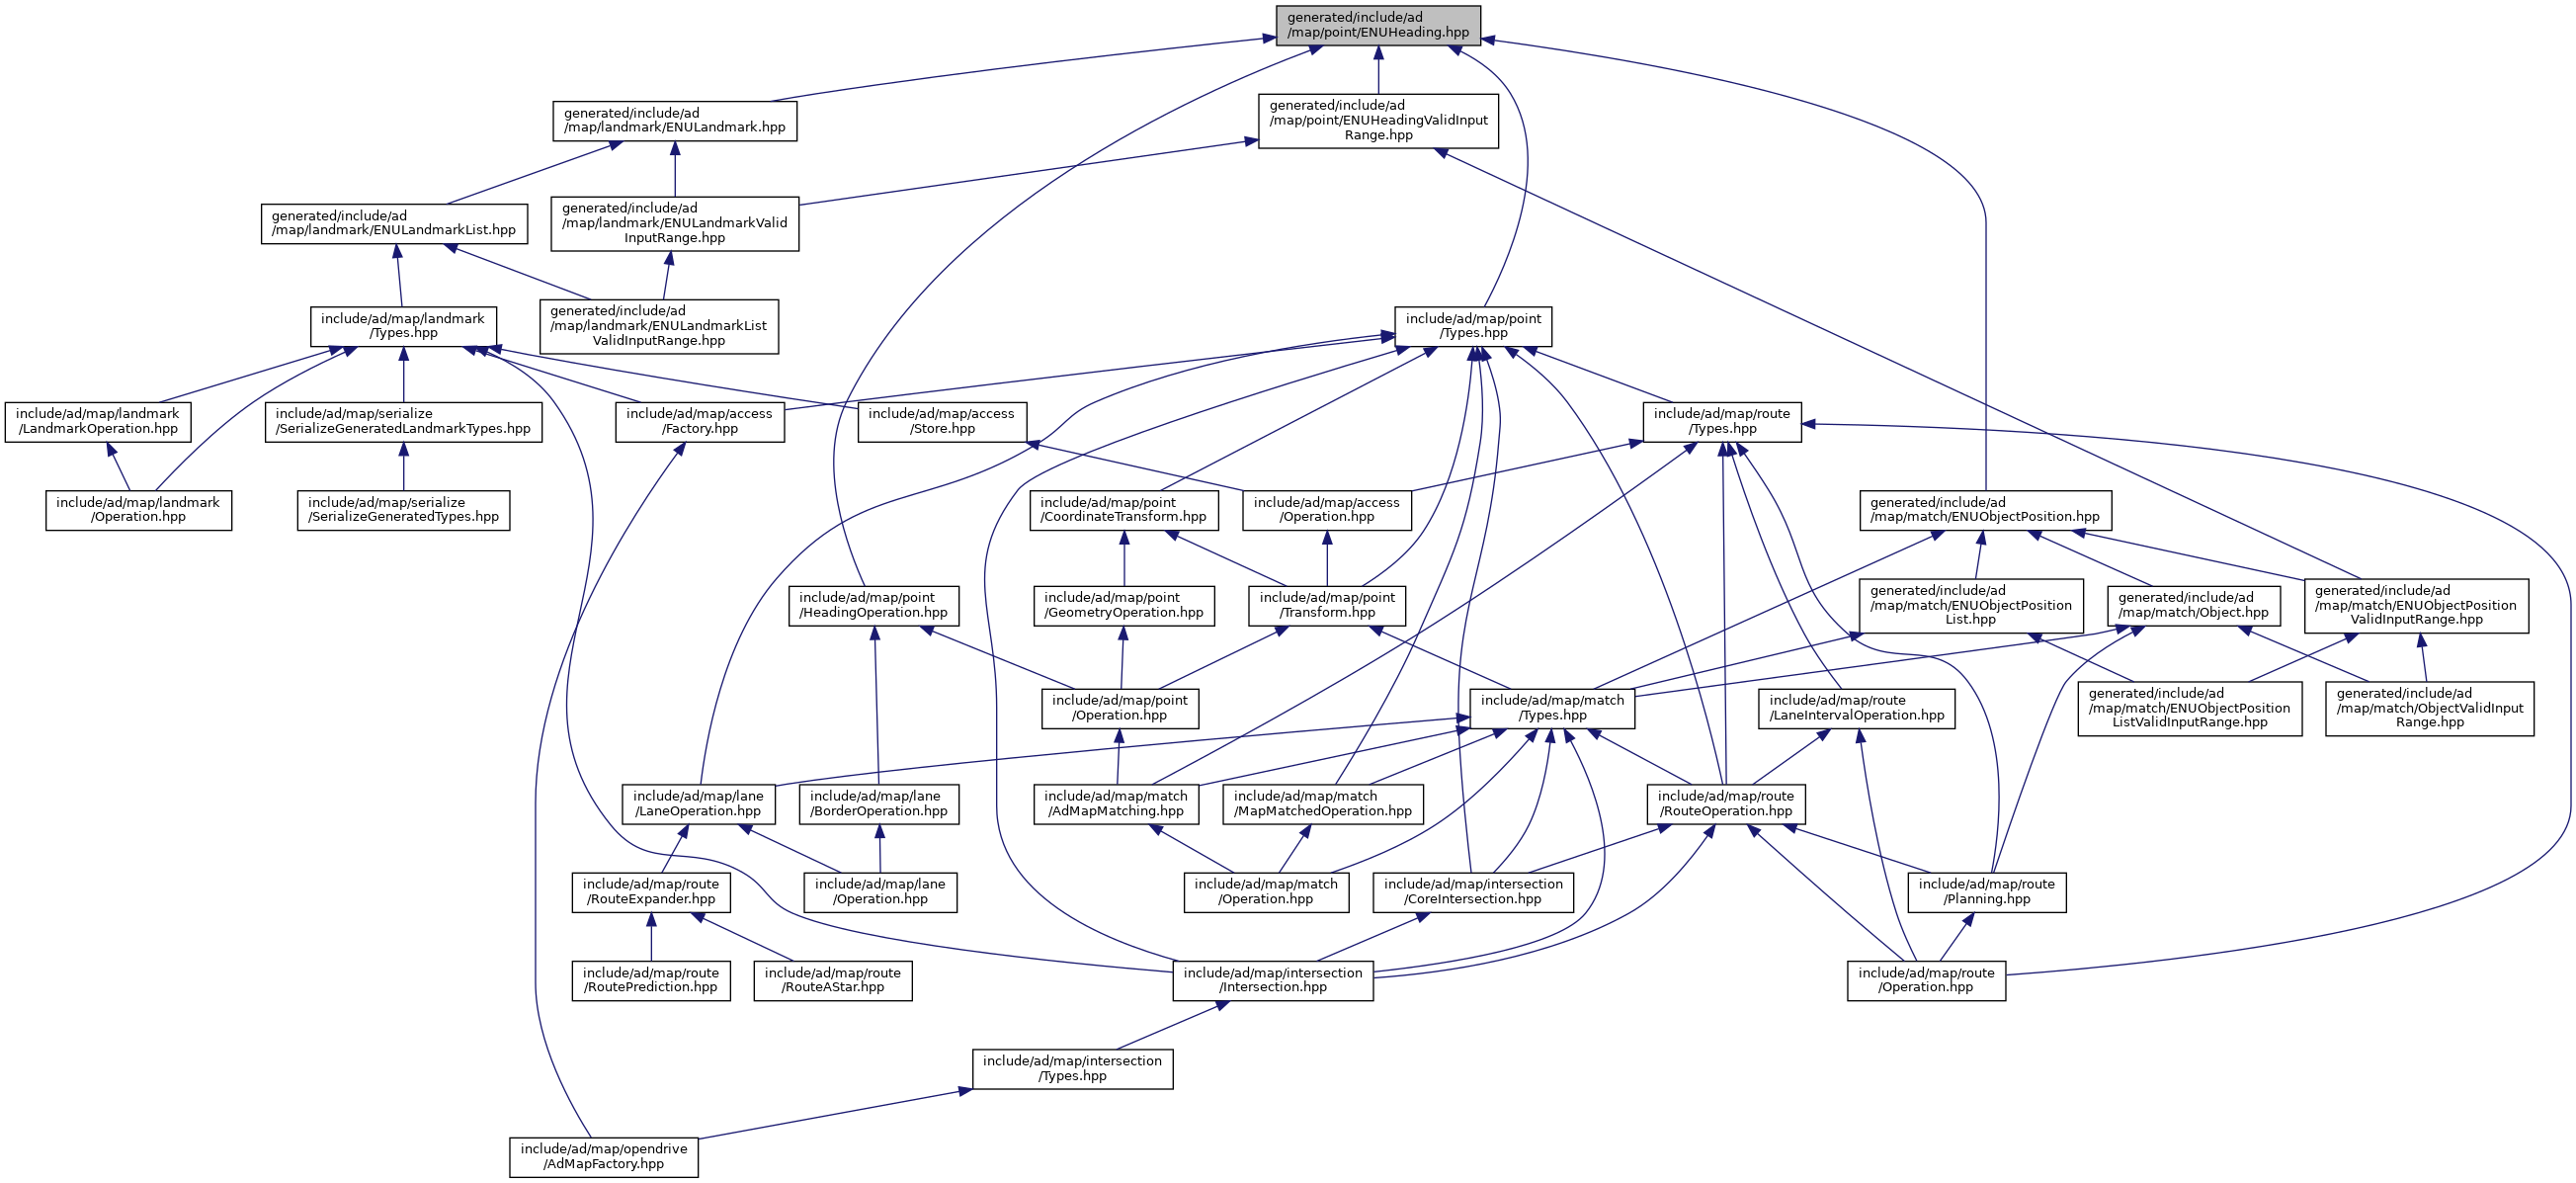 generated/include/ad
/map/point/ENUHeading.hpp
generated/include/ad
/map/landmark/ENULandmark.hpp
generated/include/ad
/map/point/ENUHeadingValidInput
Range.hpp
generated/include/ad
/map/landmark/ENULandmarkList.hpp
generated/include/ad
/map/landmark/ENULandmarkValid
InputRange.hpp
include/ad/map/landmark
/Types.hpp
generated/include/ad
/map/landmark/ENULandmarkList
ValidInputRange.hpp
include/ad/map/point
/Types.hpp
include/ad/map/landmark
/LandmarkOperation.hpp
include/ad/map/serialize
/SerializeGeneratedLandmarkTypes.hpp
include/ad/map/access
/Factory.hpp
include/ad/map/access
/Store.hpp
include/ad/map/route
/Types.hpp
include/ad/map/landmark
/Operation.hpp
include/ad/map/serialize
/SerializeGeneratedTypes.hpp
include/ad/map/point
/CoordinateTransform.hpp
include/ad/map/access
/Operation.hpp
generated/include/ad
/map/match/ENUObjectPosition.hpp
include/ad/map/point
/HeadingOperation.hpp
include/ad/map/point
/GeometryOperation.hpp
include/ad/map/point
/Transform.hpp
generated/include/ad
/map/match/ENUObjectPosition
List.hpp
generated/include/ad
/map/match/Object.hpp
generated/include/ad
/map/match/ENUObjectPosition
ValidInputRange.hpp
include/ad/map/point
/Operation.hpp
include/ad/map/match
/Types.hpp
include/ad/map/route
/LaneIntervalOperation.hpp
generated/include/ad
/map/match/ENUObjectPosition
ListValidInputRange.hpp
generated/include/ad
/map/match/ObjectValidInput
Range.hpp
include/ad/map/lane
/LaneOperation.hpp
include/ad/map/lane
/BorderOperation.hpp
include/ad/map/match
/AdMapMatching.hpp
include/ad/map/match
/MapMatchedOperation.hpp
include/ad/map/route
/RouteOperation.hpp
include/ad/map/route
/RouteExpander.hpp
include/ad/map/lane
/Operation.hpp
include/ad/map/match
/Operation.hpp
include/ad/map/intersection
/CoreIntersection.hpp
include/ad/map/route
/Planning.hpp
include/ad/map/route
/RoutePrediction.hpp
include/ad/map/route
/RouteAStar.hpp
include/ad/map/intersection
/Intersection.hpp
include/ad/map/route
/Operation.hpp
include/ad/map/intersection
/Types.hpp
include/ad/map/opendrive
/AdMapFactory.hpp